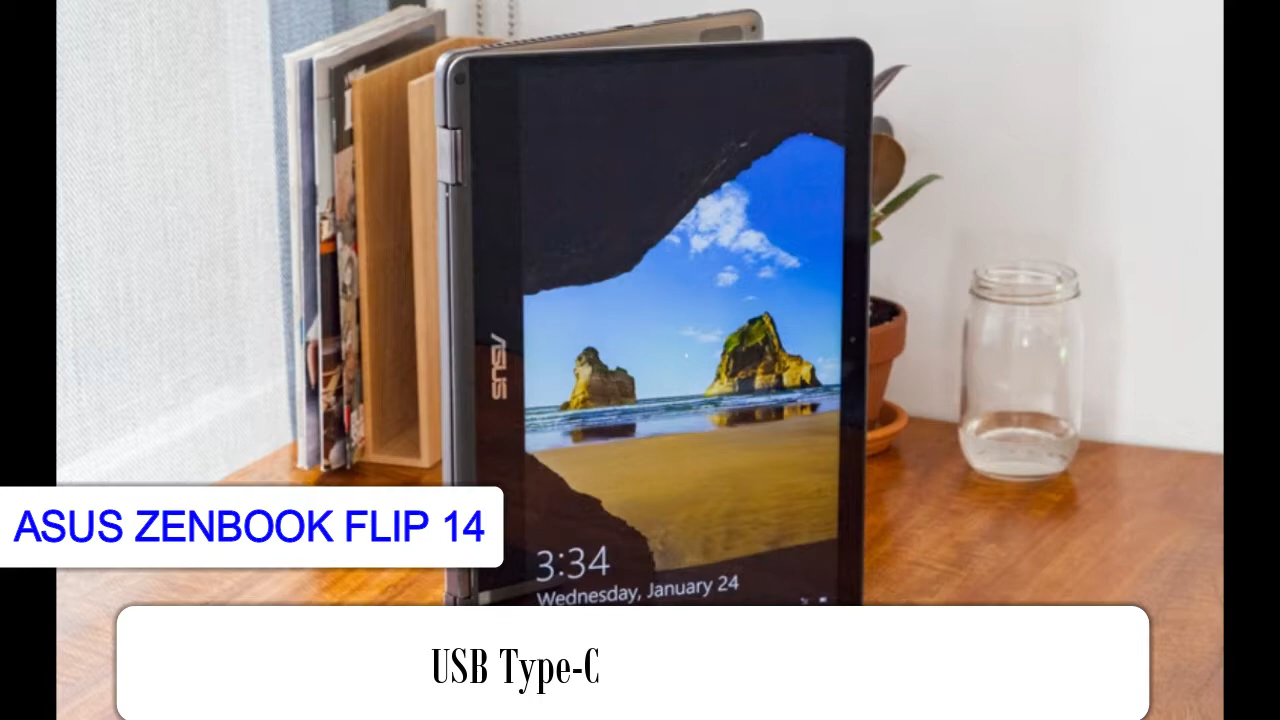 ASUS
3:34
Wednesday, January 24
ASUS ZENBOOK FLIP 14
USB Type-C